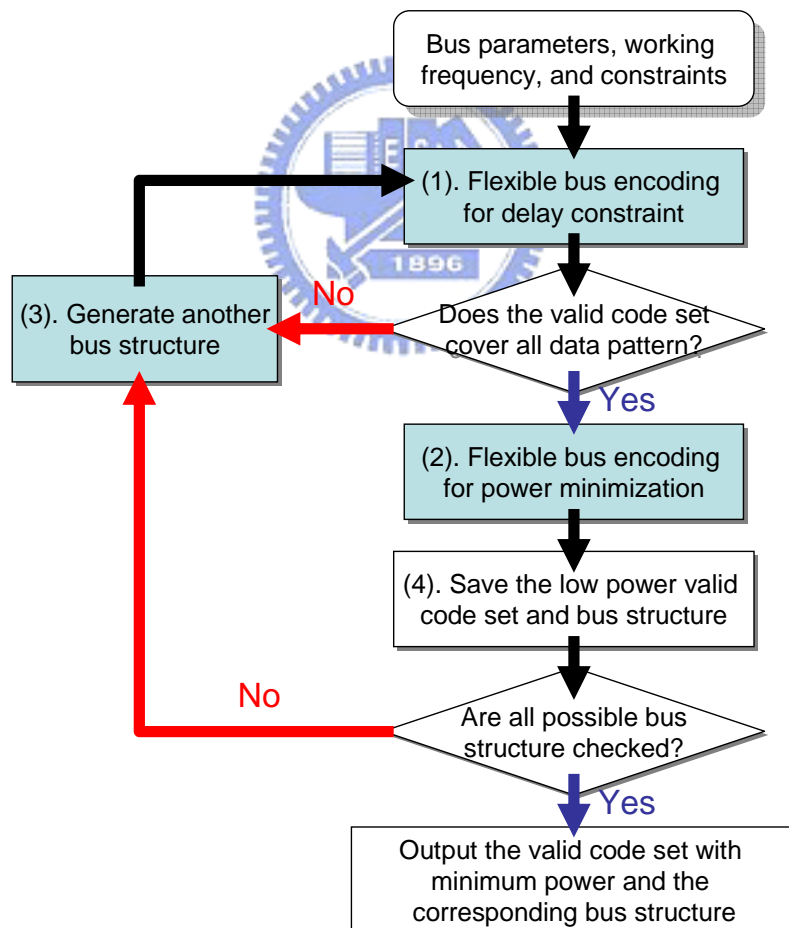 Bus parameters, working
frequency, and constraints
(1). Flexible bus encoding
for delay constraint
1896
No
(3). Generate another
bus structure
Does the valid code set
cover all data pattern?
Yes
(2). Flexible bus encoding
for power minimization
(4). Save the low power valid
code set and bus structure
No
Are all possible bus
structure checked?
Yes
Output the valid code set with
minimum power and the
corresponding bus structure